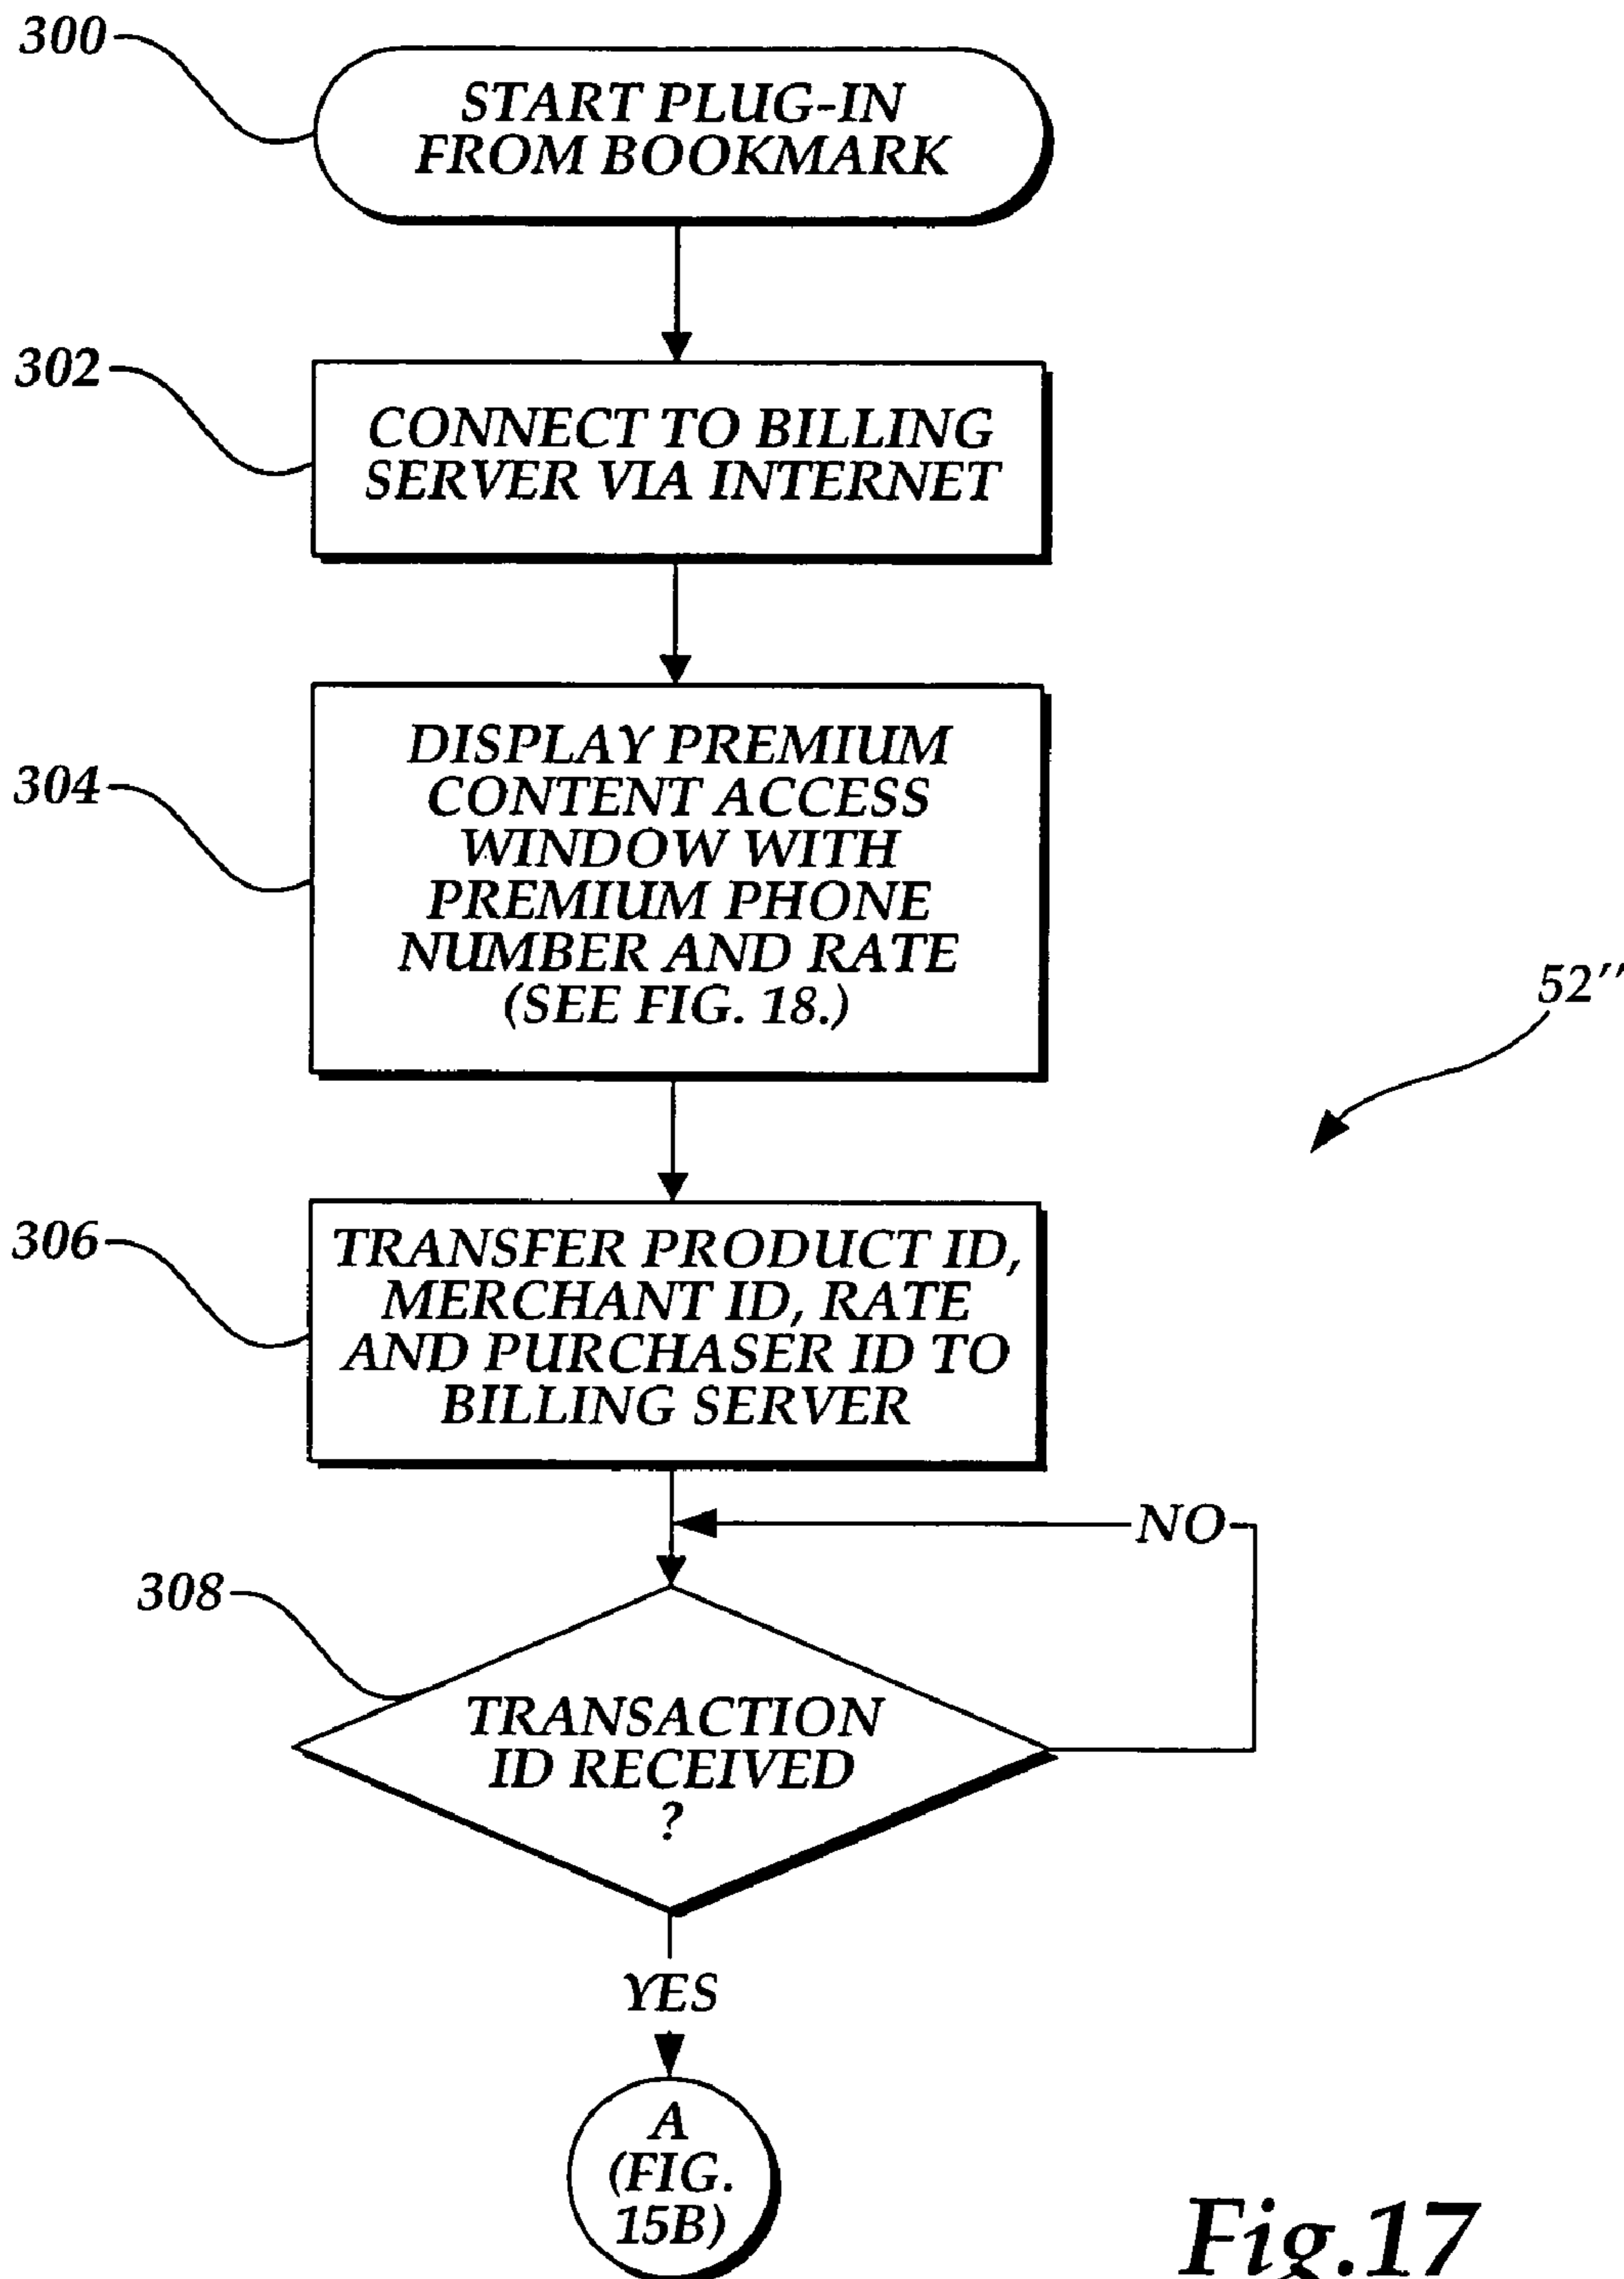 300
START PLUG-IN
FROM BOOKMARK
302
CONNECT TO BILLING
SERVER VIA INTERNET
304
DISPLAY PREMIUM
CONTENT ACCESS
WINDOW WITH
PREMIUM PHONE
NUMBER AND RATE
(SEE FIG. 18.)
52''
306
TRANSFER PRODUCT ID,
MERCHANT ID, RATE
AND PURCHASER ID TO
BILLING SERVER
NO
308
TRANSACTION
ID RECEIVED
?
YES
A
(FIG.
15B)
Fig.17